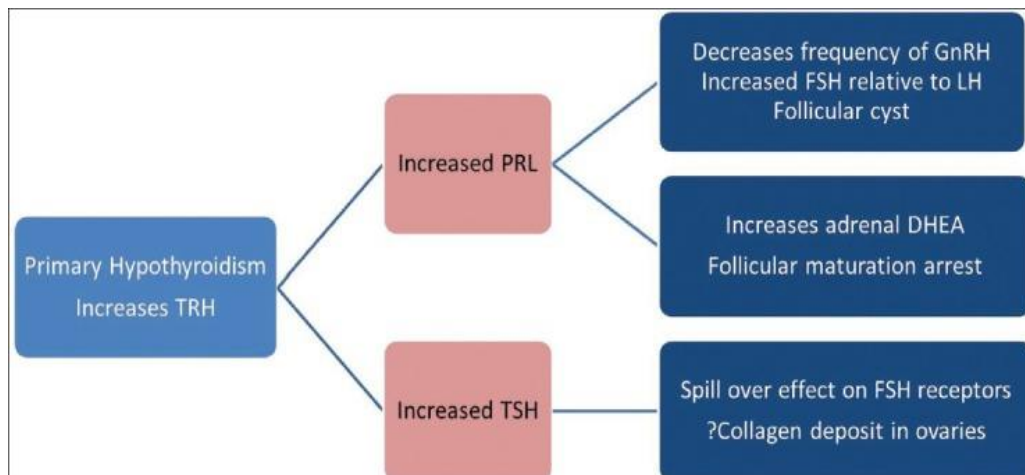 Primary Hypothyroidism
Increases TRH
Increased PRL
Increased TSH
Decreases frequency of GnRH
Increased FSH relative to LH
Follicular cyst
Increases adrenal DHEA
Follicular maturation arrest
Spill over effect on FSH receptors
?Collagen deposit in ovaries